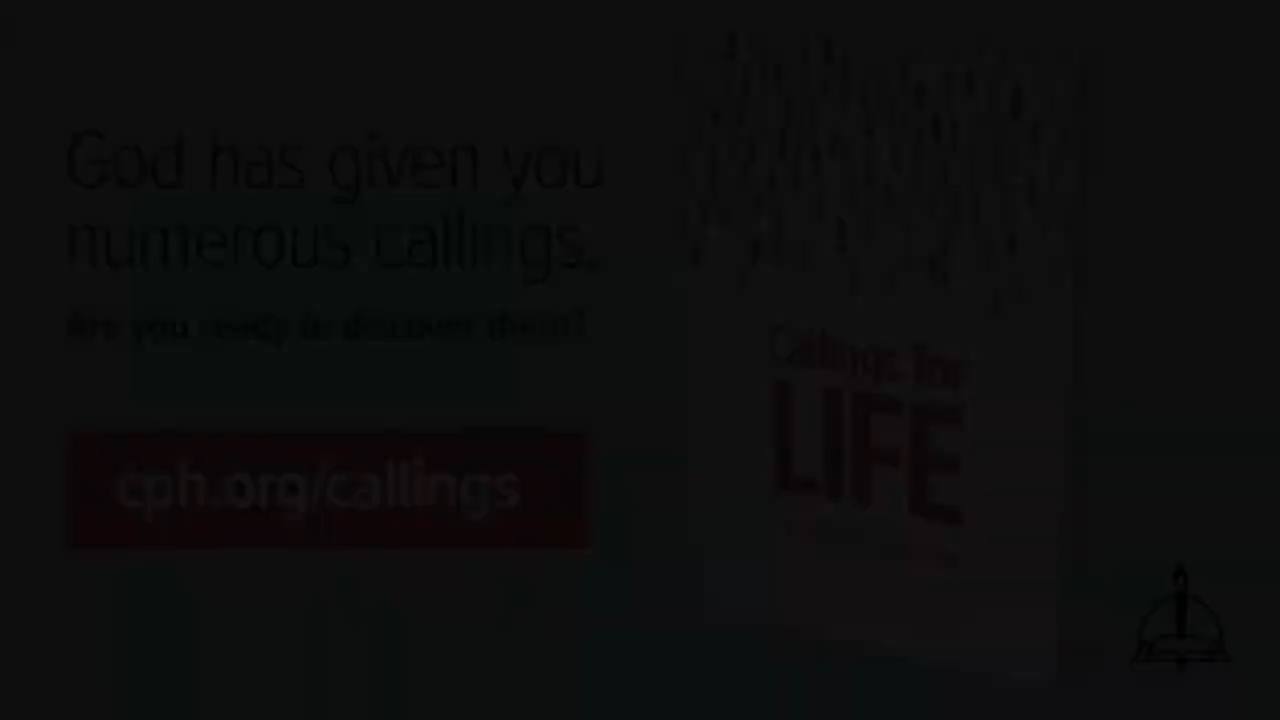 God has given you
numerous callings.
Are you ready to discover them?
cph.org/callings
Callings for
LIFE